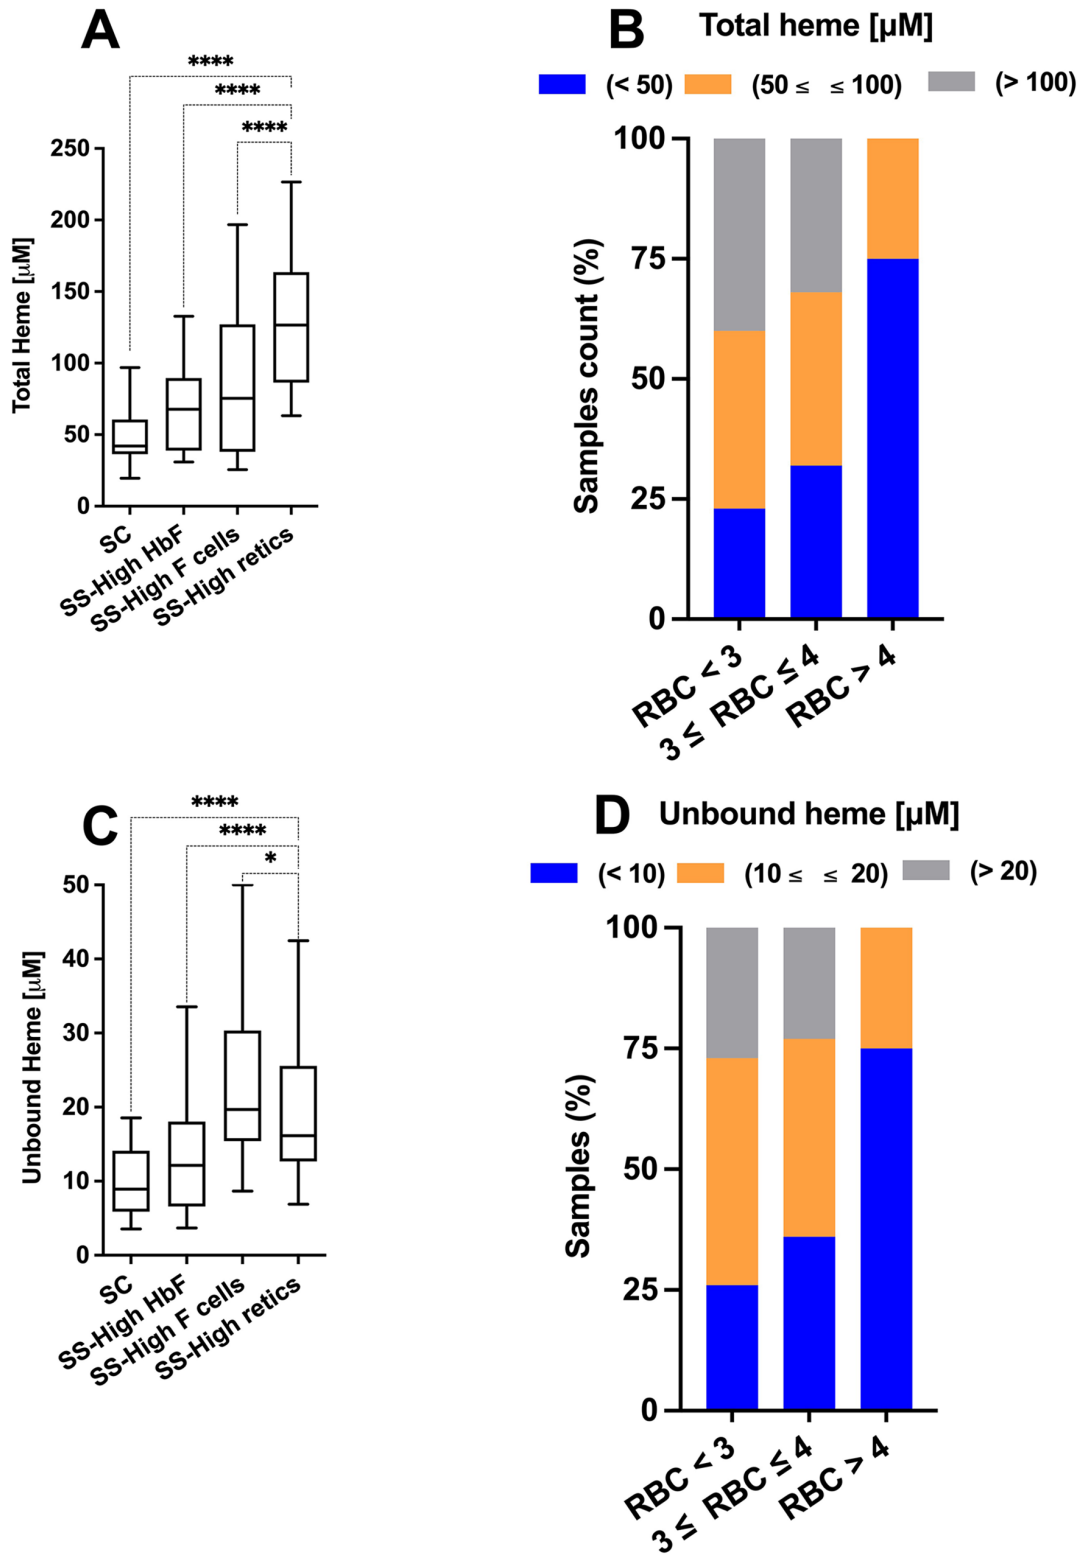 A
****
****
****
250
200
150
100
50
0
Total Heme [µM]
SC
SS-High HbF
SS-High F cells
SS-High retics
B
Total heme [µM]
(< 50) (50 ≤ ≤ 100) (> 100)
100
75
50
25
0
Samples count (%)
RBC < 3
3 ≤ RBC ≤ 4
RBC > 4
C
****
****
*
50
40
30
20
10
0
Unbound Heme [µM]
SC
SS-High HbF
SS-High F cells
SS-High retics
D
Unbound heme [µM]
(< 10) (10 ≤ ≤ 20) (> 20)
100
75
50
25
0
Samples (%)
RBC < 3
3 ≤ RBC ≤ 4
RBC > 4